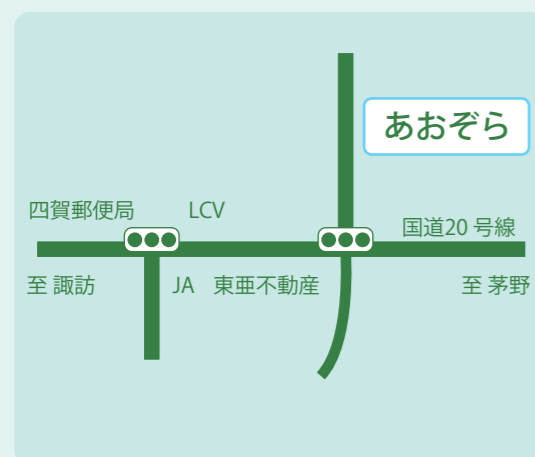 あおぞら
四賀郵便局
LCV
国道20 号線
至 諏訪
JA
東亜不動産
至 茅野